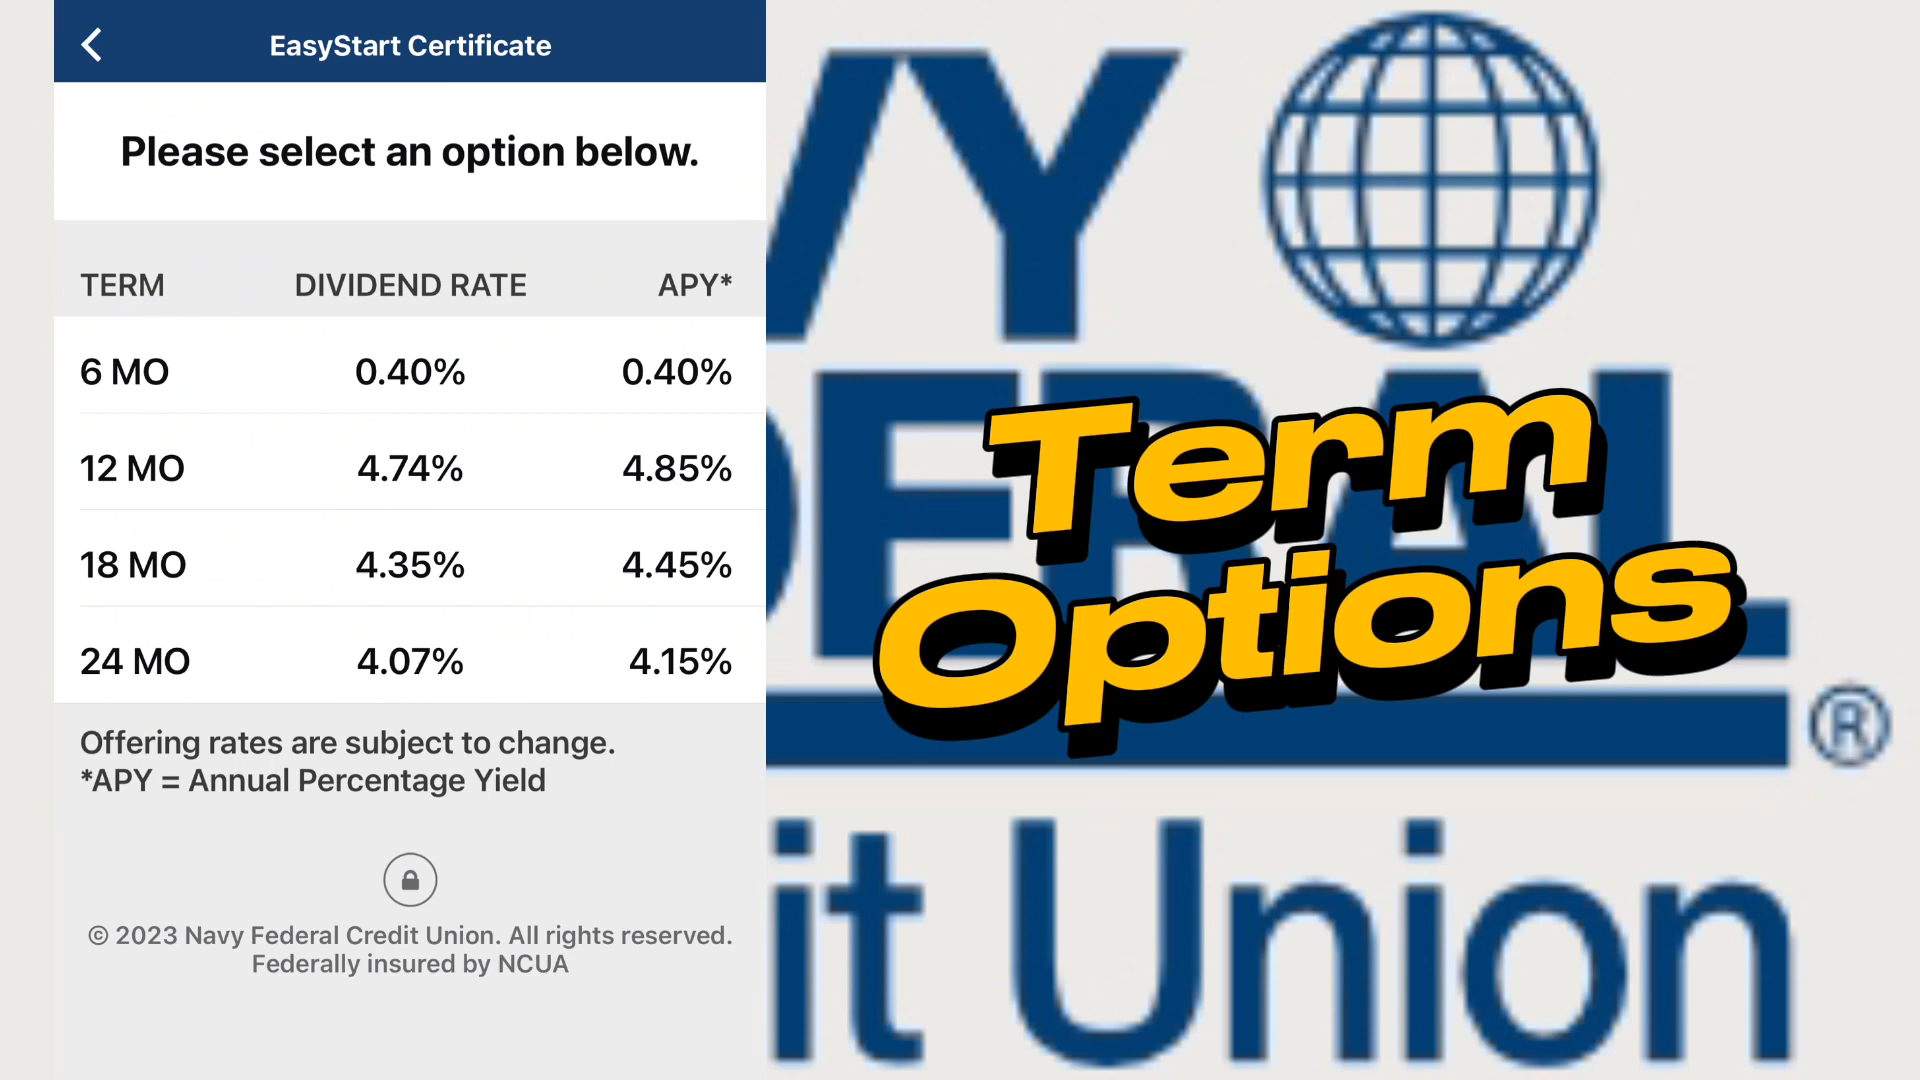 EasyStart Certificate
Please select an option below.
TERM DIVIDEND RATE APY*
6 MO 0.40% 0.40%
12 MO 4.74% 4.85%
18 MO 4.35% 4.45%
24 MO 4.07% 4.15%
Offering rates are subject to change.
*APY = Annual Percentage Yield
© 2023 Navy Federal Credit Union. All rights reserved.
Federally insured by NCUA
VY
DERAL
®
it Union
Term
Options